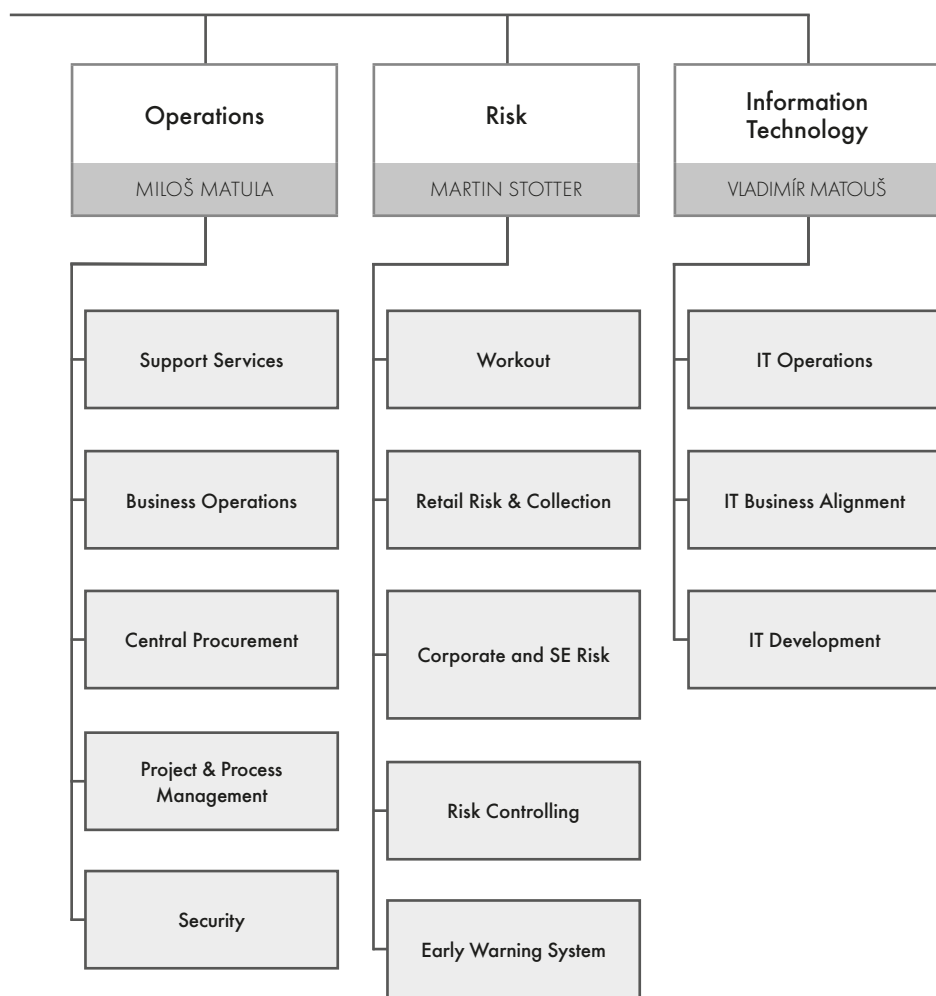 Operations
MILOŠ MATULA
Support Services
Business Operations
Central Procurement
Project & Process
Management
Security
Risk
MARTIN STOTTER
Workout
Retail Risk & Collection
Corporate and SE Risk
Risk Controlling
Early Warning System
Information
Technology
VLADIMÍR MATOUŠ
IT Operations
IT Business Alignment
IT Development